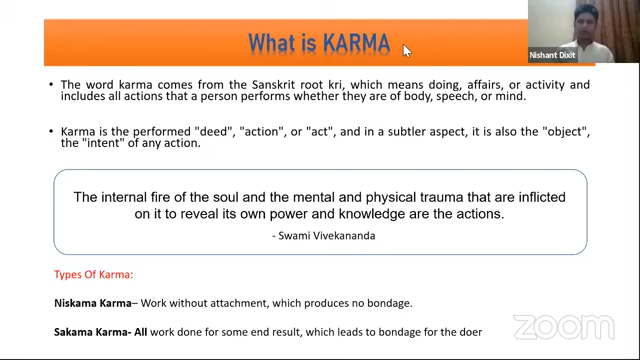 What is KARMA
Nishant Dixit
• The word karma comes from the Sanskrit root kri, which means doing, affairs, or activity and
includes all actions that a person performs whether they are of body, speech, or mind.
• Karma is the performed "deed", "action", or "act", and in a subtler aspect, it is also the "object",
the "intent" of any action.
The internal fire of the soul and the mental and physical trauma that are inflicted
on it to reveal its own power and knowledge are the actions.
- Swami Vivekananda
Types Of Karma:
Niskama Karma– Work without attachment, which produces no bondage.
Sakama Karma- All work done for some end result, which leads to bondage for the doer
zoom